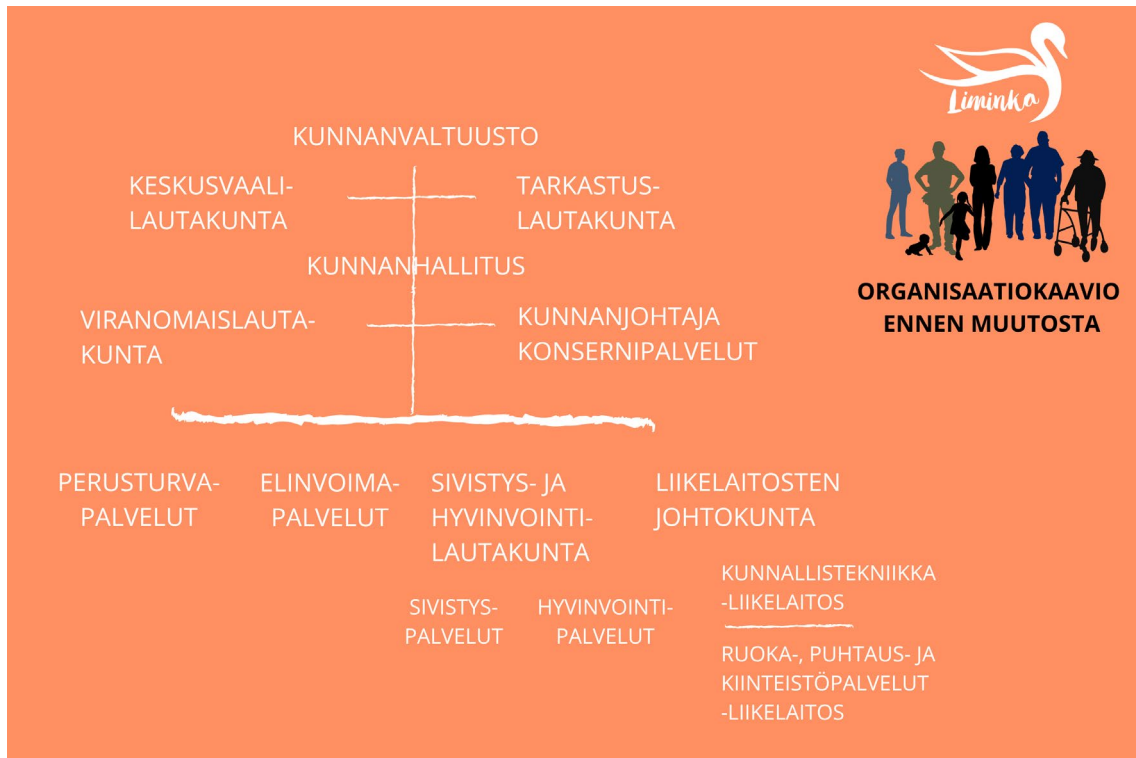 Liminka
KUNNANVALTUUSTO
KESKUSVAALI-
LAUTAKUNTA
TARKASTUS-
LAUTAKUNTA
KUNNANHALLITUS
VIRANOMAISLAUTA-
KUNTA
KUNNANJOHTAJA
KONSERNIPALVELUT
ORGANISAATIOKAAVIO
ENNEN MUUTOSTA
PERUSTURVA-
PALVELUT
ELINVOIMA-
PALVELUT
SIVISTYS- JA
HYVINVOINTI-
LAUTAKUNTA
LIIKELAITOSTEN
JOHTOKUNTA
SIVISTYS-
PALVELUT
HYVINVOINTI-
PALVELUT
KUNNALLISTEKNIIKKA
-LIIKELAITOS
RUOKA-, PUHTAUS- JA
KIINTEISTÖPALVELUT
-LIIKELAITOS